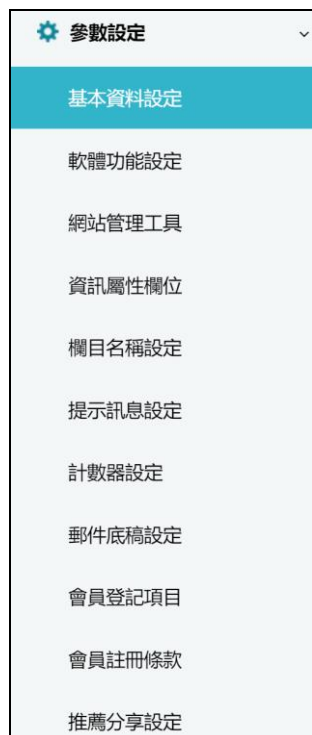 參數設定
基本資料設定
軟體功能設定
網站管理工具
資訊屬性欄位
欄目名稱設定
提示訊息設定
計數器設定
郵件底稿設定
會員登記項目
會員註冊條款
推薦分享設定